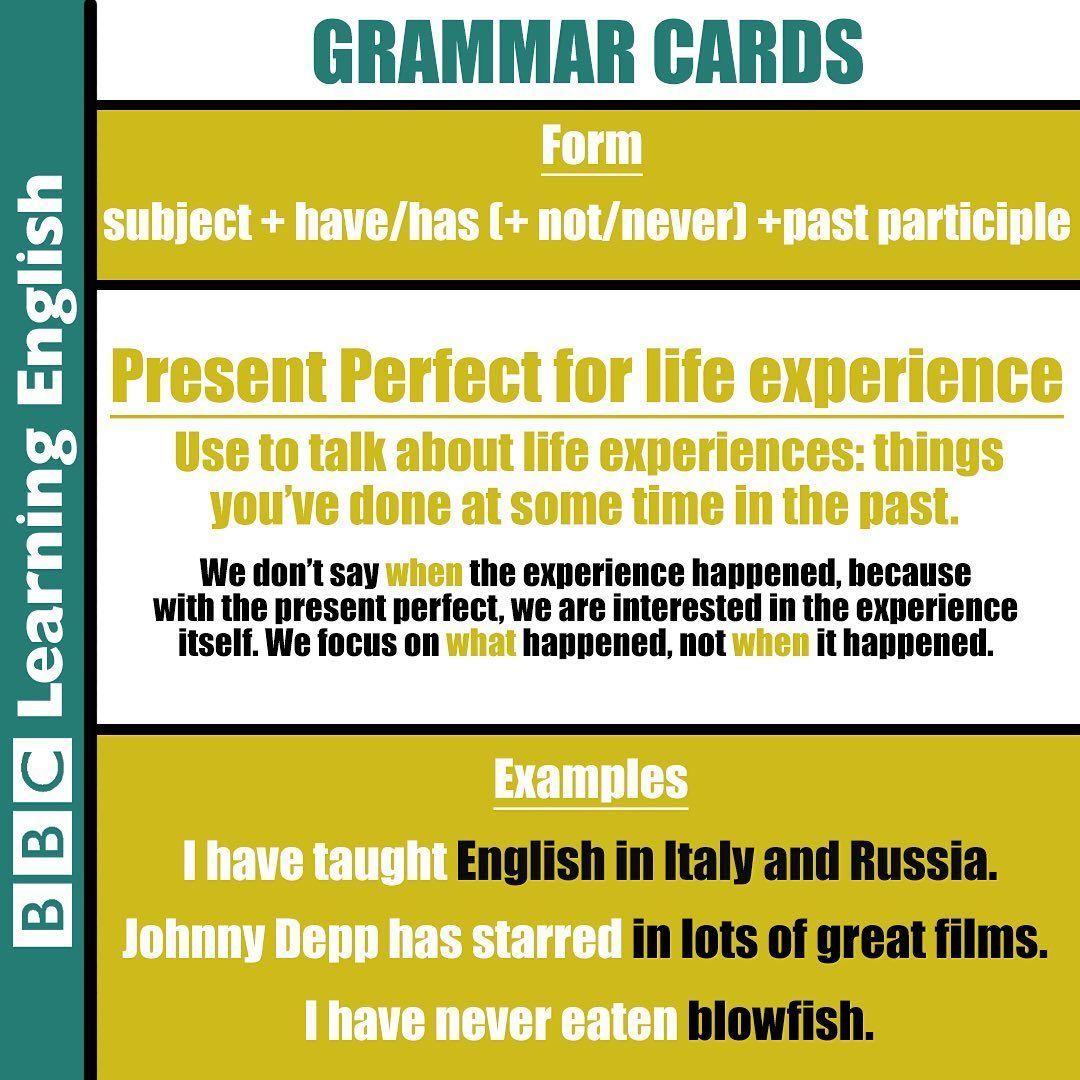 GRAMMAR CARDS
Form
subject + have/has (+ not/never) +past participle
Present Perfect for life experience
Use to talk about life experiences: things
you’ve done at some time in the past.
We don’t say when the experience happened, because
with the present perfect, we are interested in the experience
itself. We focus on what happened, not when it happened.
Examples
I have taught English in Italy and Russia.
Johnny Depp has starred in lots of great films.
I have never eaten blowfish.
BBC Learning English